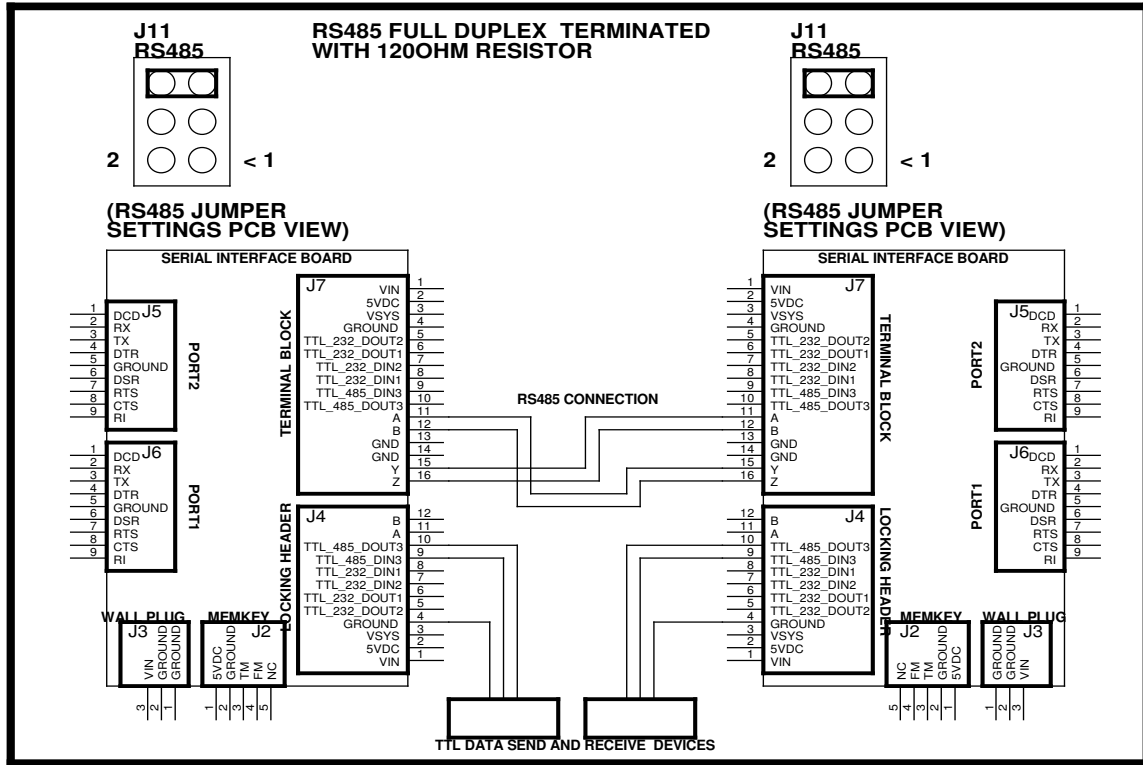 J11
RS485
RS485 FULL DUPLEX TERMINATED
WITH 120OHM RESISTOR
J11
RS485
2
< 1
2
< 1
(RS485 JUMPER
SETTINGS PCB VIEW)
(RS485 JUMPER
SETTINGS PCB VIEW)
SERIAL INTERFACE BOARD
J5
1 DCD
2 RX
3 TX
4 DTR
5 GROUND
6 DSR
7 RTS
8 CTS
9 RI
PORT2
J6
1 DCD
2 RX
3 TX
4 DTR
5 GROUND
6 DSR
7 RTS
8 CTS
9 RI
PORT1
TERMINAL BLOCK
J7
VIN 1
5VDC 2
VSYS 3
GROUND 4
TTL_232_DOUT2 5
TTL_232_DOUT1 6
TTL_232_DIN2 7
TTL_232_DIN1 8
TTL_485_DIN3 9
TTL_485_DOUT3 10
A 11
B 12
GND 13
GND 14
Y 15
Z 16
LOCKING HEADER
J4
B 12
A 11
TTL_485_DOUT3 10
TTL_485_DIN3 9
TTL_232_DIN1 8
TTL_232_DIN2 7
TTL_232_DOUT1 6
TTL_232_DOUT2 5
GROUND 4
VSYS 3
5VDC 2
VIN 1
WALL PLUG
J3
VIN GROUND GROUND
3 2 1
MEMKEY
J2
5VDC GROUND TM FM NC
1 2 3 4 5
RS485 CONNECTION
TTL DATA SEND AND RECEIVE DEVICES
SERIAL INTERFACE BOARD
J7
1 VIN
2 5VDC
3 VSYS
4 GROUND
5 TTL_232_DOUT2
6 TTL_232_DOUT1
7 TTL_232_DIN2
8 TTL_232_DIN1
9 TTL_485_DIN3
10 TTL_485_DOUT3
11 A
12 B
13 GND
14 GND
15 Y
16 Z
TERMINAL BLOCK
J4
12 B
11 A
10 TTL_485_DOUT3
9 TTL_485_DIN3
8 TTL_232_DIN1
7 TTL_232_DIN2
6 TTL_232_DOUT1
5 TTL_232_DOUT2
4 GROUND
3 VSYS
2 5VDC
1 VIN
LOCKING HEADER
PORT2
J5
DCD 1
RX 2
TX 3
DTR 4
GROUND 5
DSR 6
RTS 7
CTS 8
RI 9
PORT1
J6
DCD 1
RX 2
TX 3
DTR 4
GROUND 5
DSR 6
RTS 7
CTS 8
RI 9
MEMKEY
J2
NC FM TM GROUND 5VDC
5 4 3 2 1
WALL PLUG
J3
GROUND GROUND VIN
1 2 3